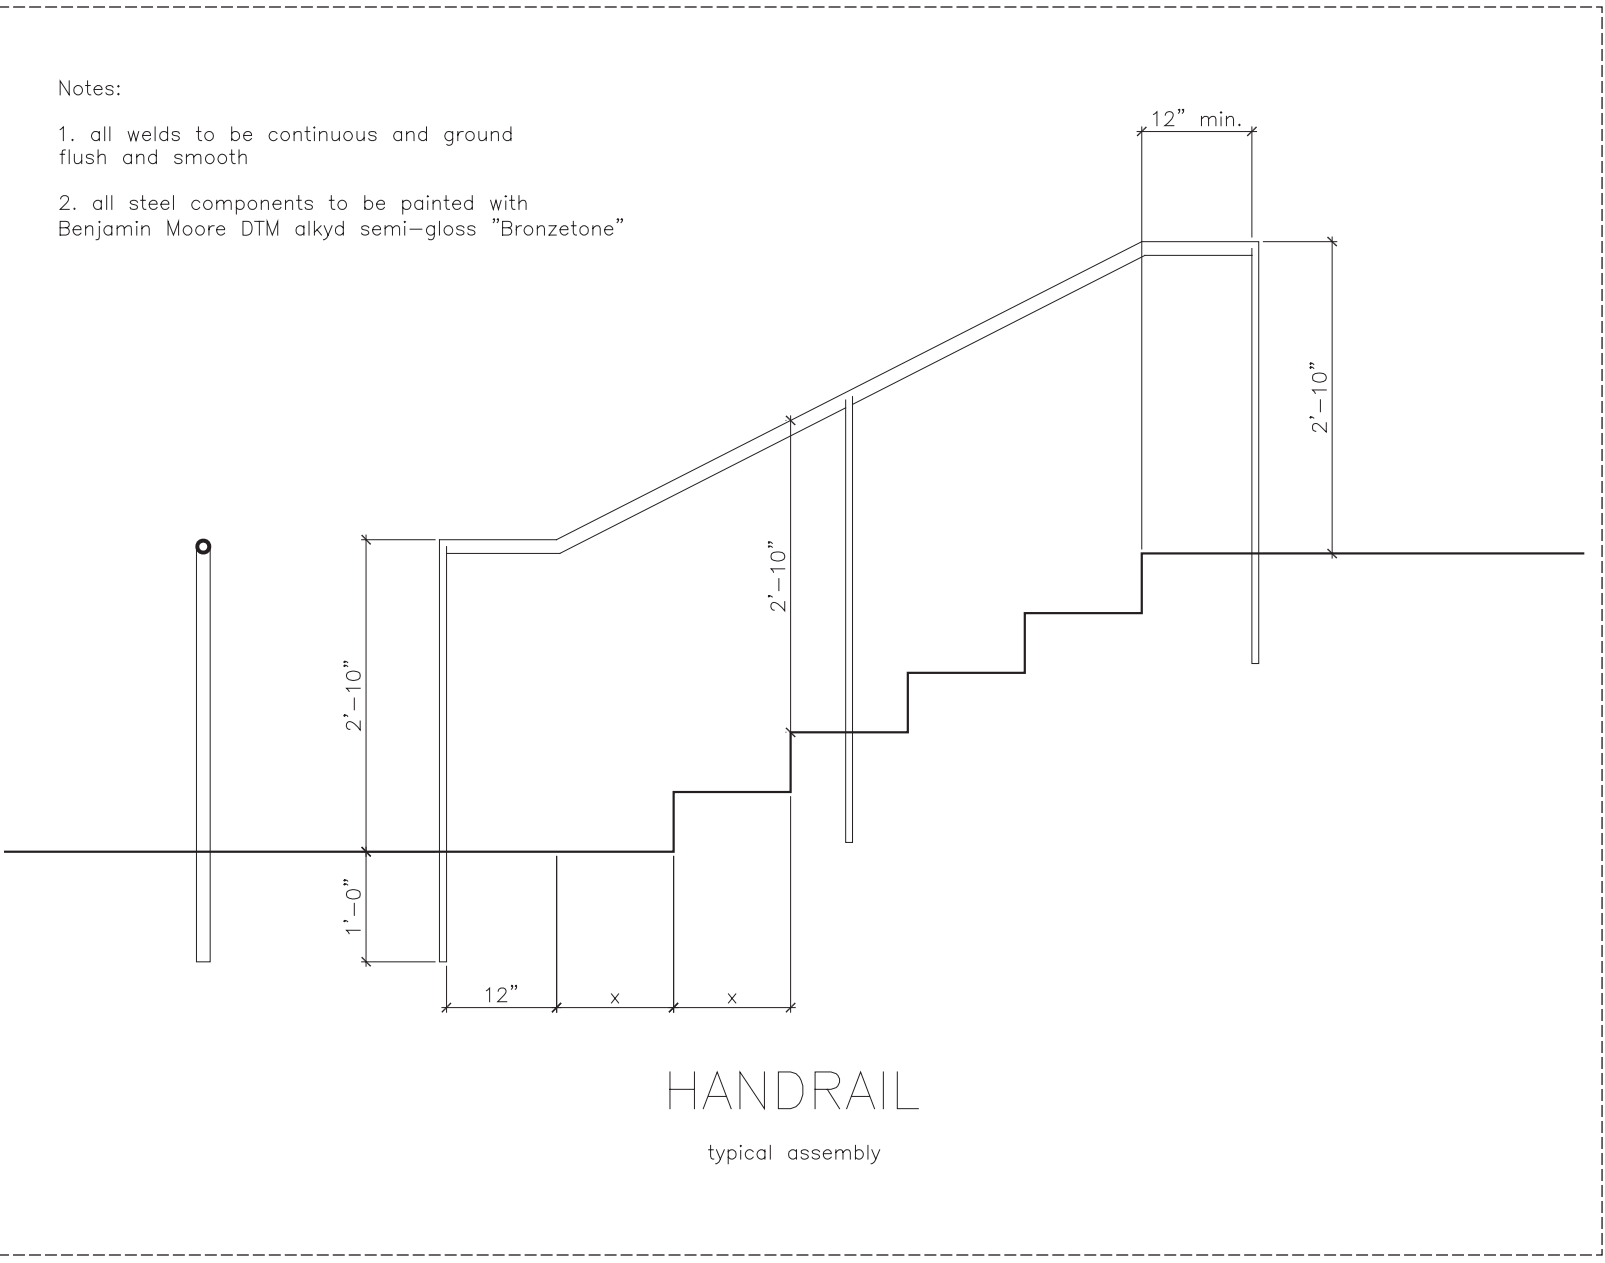 Notes:
1. all welds to be continuous and ground
flush and smooth
2. all steel components to be painted with
Benjamin Moore DTM alkyd semi-gloss "Bronzetone"
12" min.
2'-10"
2'-10"
2'-10"
1'-0"
12"
x
x
HANDRAIL
typical assembly